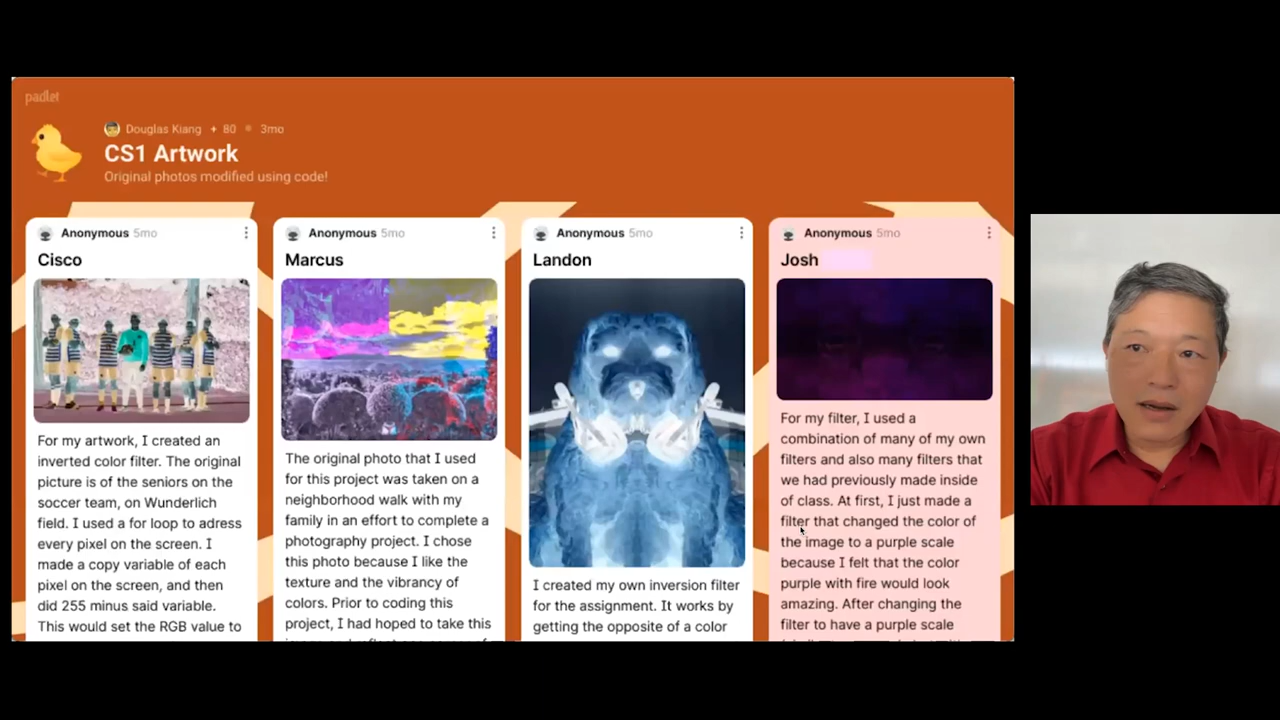 padlet
Douglas Kiang + 80 • 3mo
CS1 Artwork
Original photos modified using code!
Anonymous 5mo
Cisco
For my artwork, I created an
inverted color filter. The original
picture is of the seniors on the
soccer team, on Wunderlich
field. I used a for loop to adress
every pixel on the screen. I
made a copy variable of each
pixel on the screen, and then
did 255 minus said variable.
This would set the RGB value to
Anonymous 5mo
Marcus
The original photo that I used
for this project was taken on a
neighborhood walk with my
family in an effort to complete a
photography project. I chose
this photo because I like the
texture and the vibrancy of
colors. Prior to coding this
project, I had hoped to take this
Anonymous 5mo
Landon
I created my own inversion filter
for the assignment. It works by
getting the opposite of a color
Anonymous 5mo
Josh
For my filter, I used a
combination of many of my own
filters and also many filters that
we had previously made inside
of class. At first, I just made a
filter that changed the color of
the image to a purple scale
because I felt that the color
purple with fire would look
amazing. After changing the
filter to have a purple scale